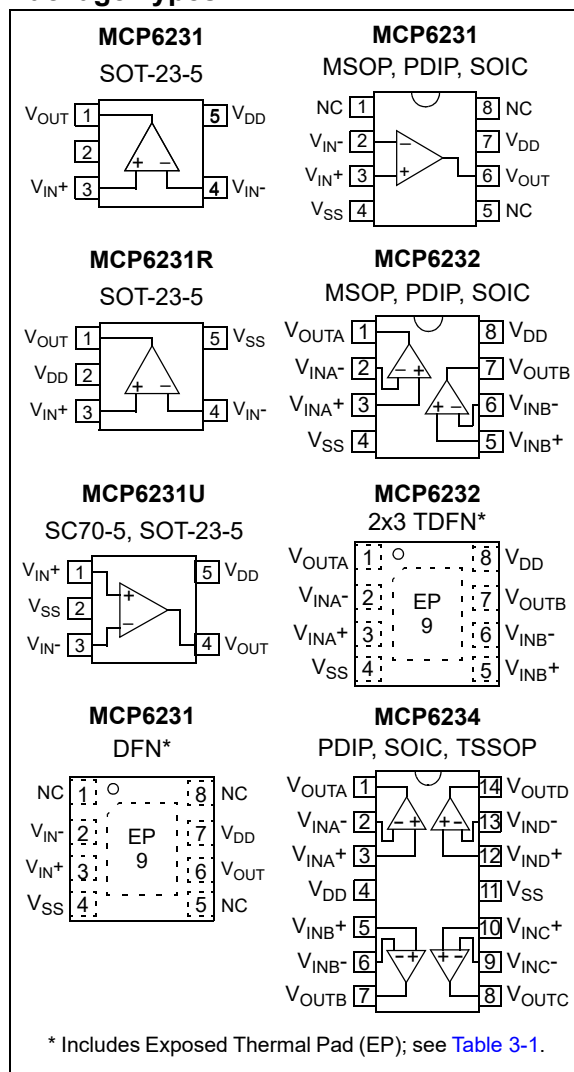 MCP6231
SOT-23-5
VOUT 1 5 VDD
2
VIN+ 3 + – 4 VIN-
MCP6231
MSOP, PDIP, SOIC
NC 1 8 NC
VIN- 2 – 7 VDD
VIN+ 3 + 6 VOUT
VSS 4 5 NC
MCP6231R
SOT-23-5
VOUT 1 5 VSS
VDD 2
VIN+ 3 + – 4 VIN-
MCP6232
MSOP, PDIP, SOIC
VOUTA 1 8 VDD
VINA- 2 - + 7 VOUTB
VINA+ 3 + - 6 VINB-
VSS 4 5 VINB+
MCP6231U
SC70-5, SOT-23-5
VIN+ 1 + 5 VDD
VSS 2
VIN- 3 – 4 VOUT
MCP6232
2x3 TDFN*
VOUTA 1 8 VDD
VINA- 2 EP 7 VOUTB
VINA+ 3 9 6 VINB-
VSS 4 5 VINB+
MCP6231
DFN*
NC 1 8 NC
VIN- 2 EP 7 VDD
VIN+ 3 9 6 VOUT
VSS 4 5 NC
MCP6234
PDIP, SOIC, TSSOP
VOUTA 1 14 VOUTD
VINA- 2 - + + - 13 VIND-
VINA+ 3 12 VIND+
VDD 4 11 VSS
VINB+ 5 10 VINC+
VINB- 6 - + + - 9 VINC-
VOUTB 7 8 VOUTC
* Includes Exposed Thermal Pad (EP); see Table 3-1.